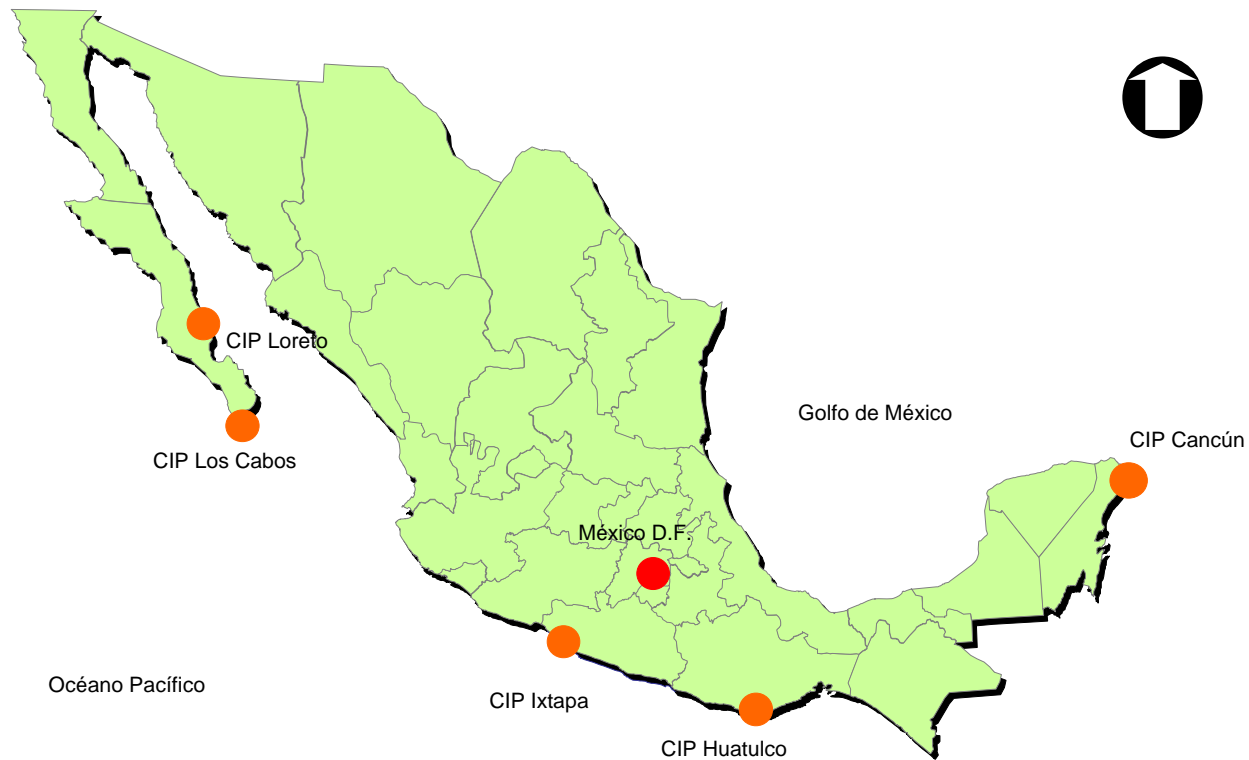 CIP Loreto
Golfo de México
CIP Cancún
CIP Los Cabos
México D.F.
Océano Pacífico
CIP Ixtapa
CIP Huatulco